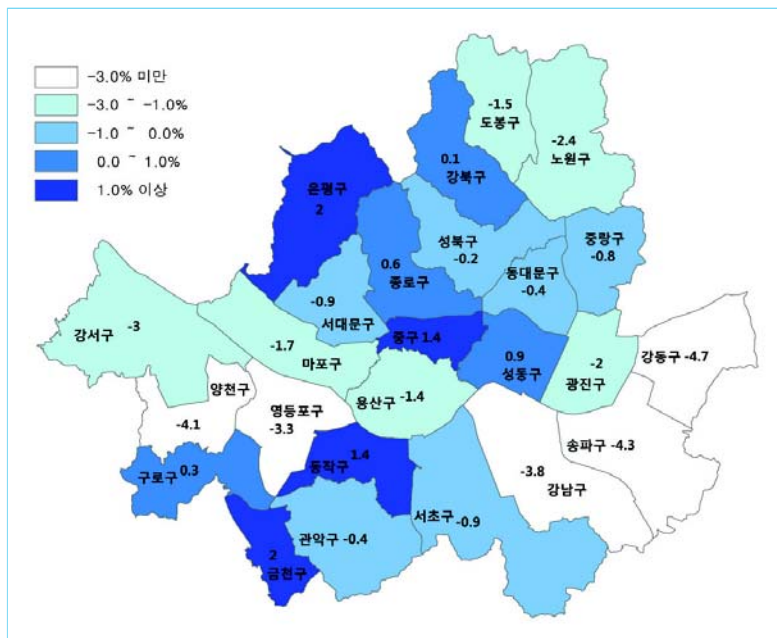 -3.0% 미만
-3.0 ~ -1.0%
-1.0 ~ 0.0%
0.0 ~ 1.0%
1.0% 이상
-1.5
도봉구
-2.4
노원구
0.1
강북구
은평구
2
성북구
-0.2
중랑구
-0.8
동대문구
-0.4
0.6
종로구
-0.9
서대문구
강서구 -3
-1.7
마포구
중구 1.4
0.9
성동구
-2
광진구
강동구 -4.7
양천구
-4.1
영등포구
-3.3
용산구 -1.4
송파구 -4.3
-3.8
강남구
구로구 0.3
1.4
동작구
서초구 -0.9
관악구 -0.4
2
금천구